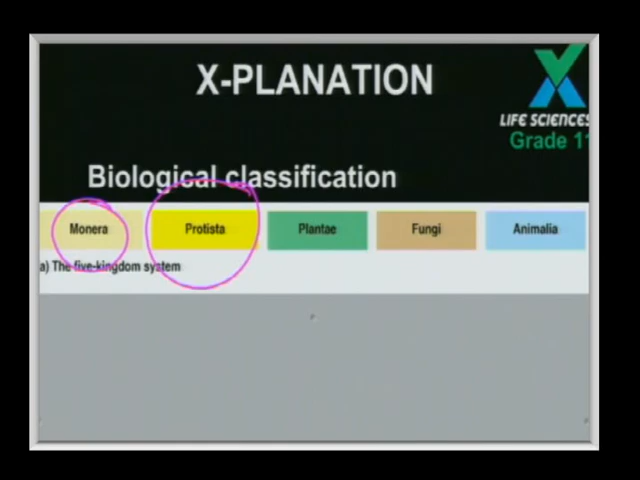 X-PLANATION
LIFE SCIENCES
Grade 11
Biological classification
Monera Protista Plantae Fungi Animalia
a) The five-kingdom system